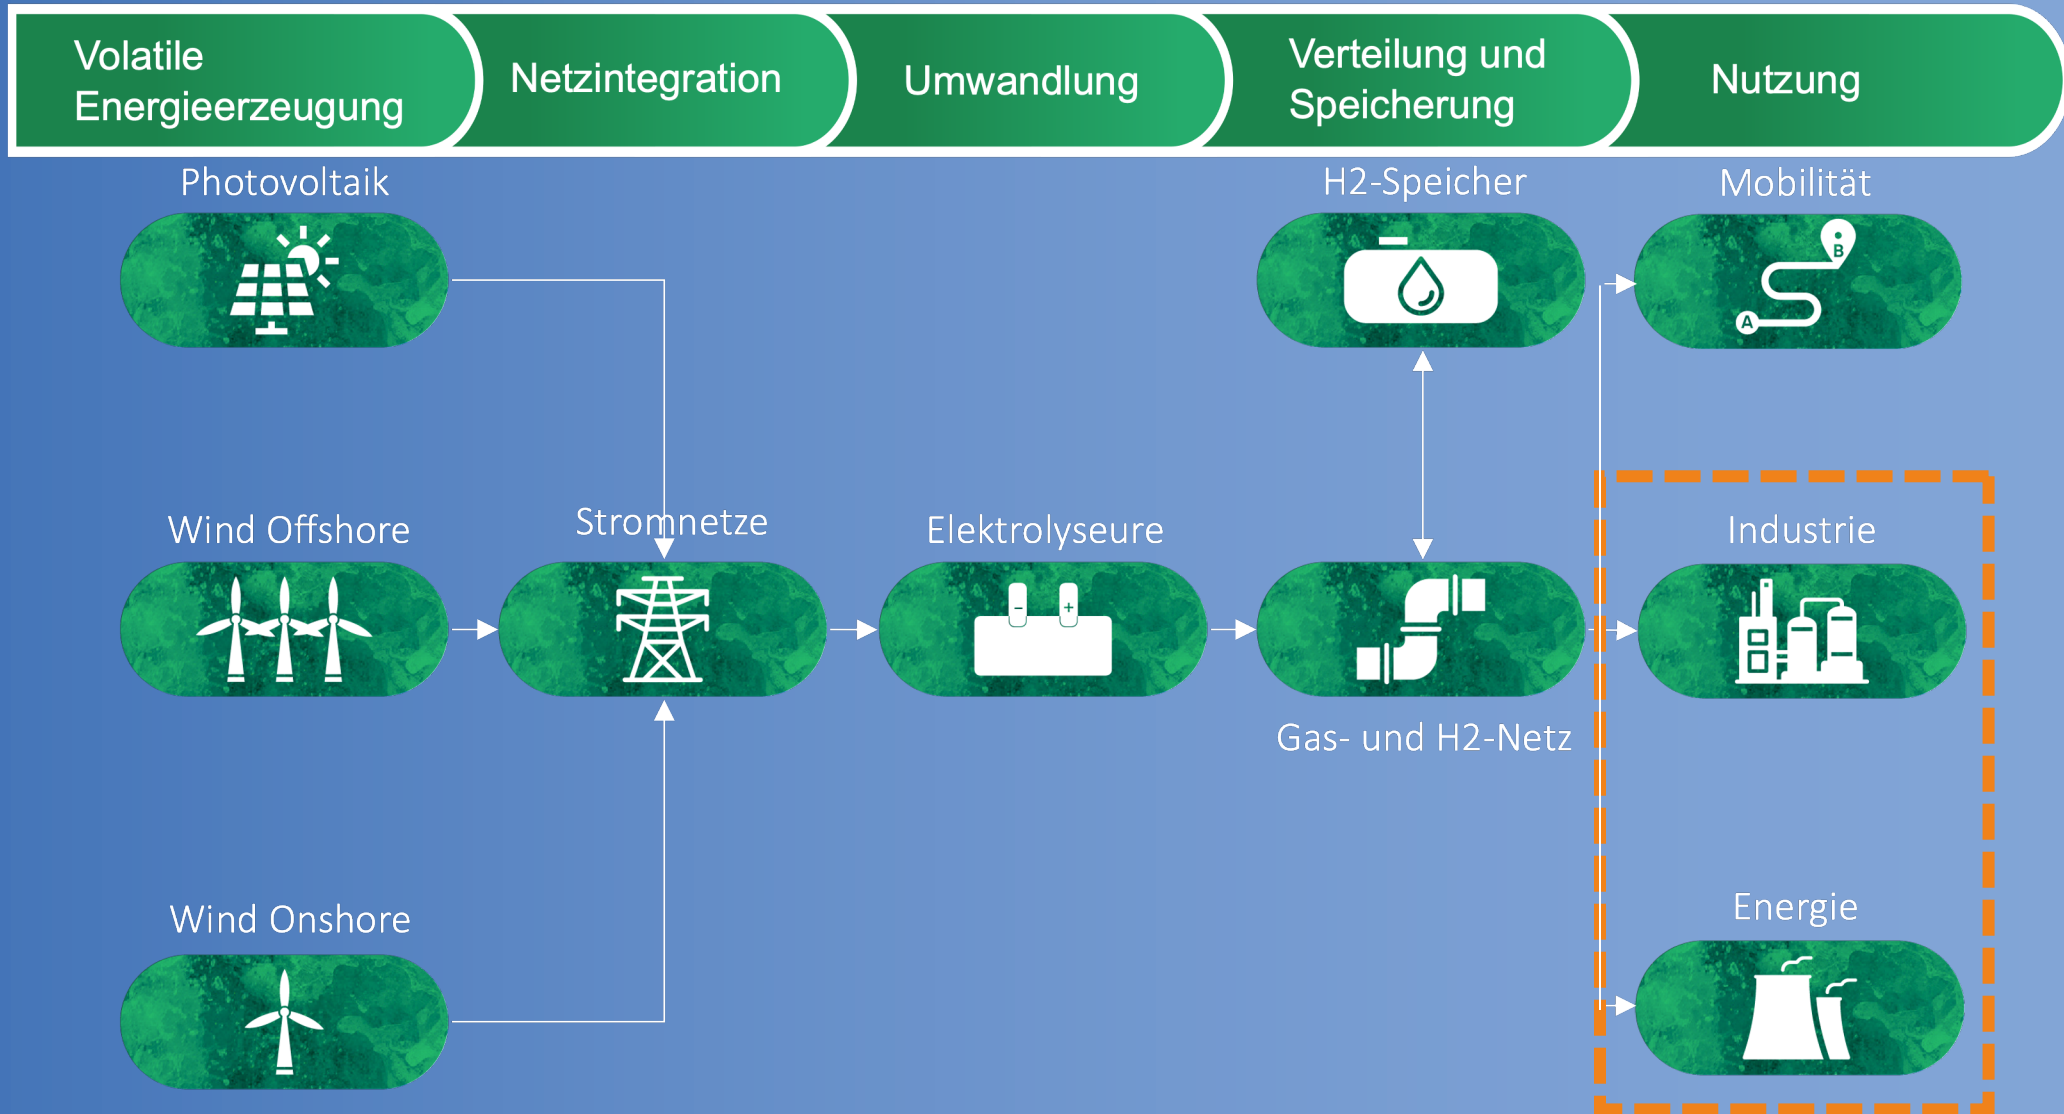 Volatile
Energieerzeugung
Netzintegration
Umwandlung
Verteilung und
Speicherung
Nutzung
Photovoltaik
H2-Speicher
Mobilität
B
A
Wind Offshore
Stromnetze
Elektrolyseure
Industrie
- +
Gas- und H2-Netz
Wind Onshore
Energie